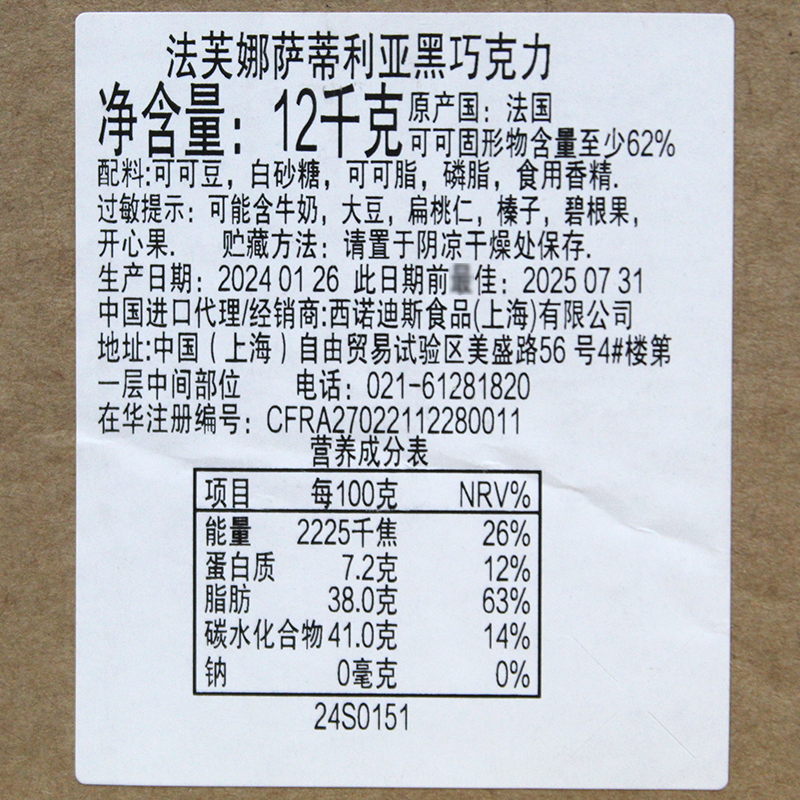 法芙娜萨蒂利亚黑巧克力
净含量：12千克 原产国：法国
可可固形物含量至少62%
配料:可可豆，白砂糖，可可脂，磷脂，食用香精.
过敏提示：可能含牛奶，大豆，扁桃仁，榛子，碧根果，
开心果. 贮藏方法：请置于阴凉干燥处保存.
生产日期：2024 01 26 此日期前 佳：2025 07 31
中国进口代理/经销商:西诺迪斯食品(上海)有限公司
地址:中国（上海）自由贸易试验区美盛路56 号4#楼第
一层中间部位 电话：021-61281820
在华注册编号：CFRA27022112280011
营养成分表
项目 每100克 NRV%
能量 2225千焦 26%
蛋白质 7.2克 12%
脂肪 38.0克 63%
碳水化合物 41.0克 14%
钠 0毫克 0%
24S0151